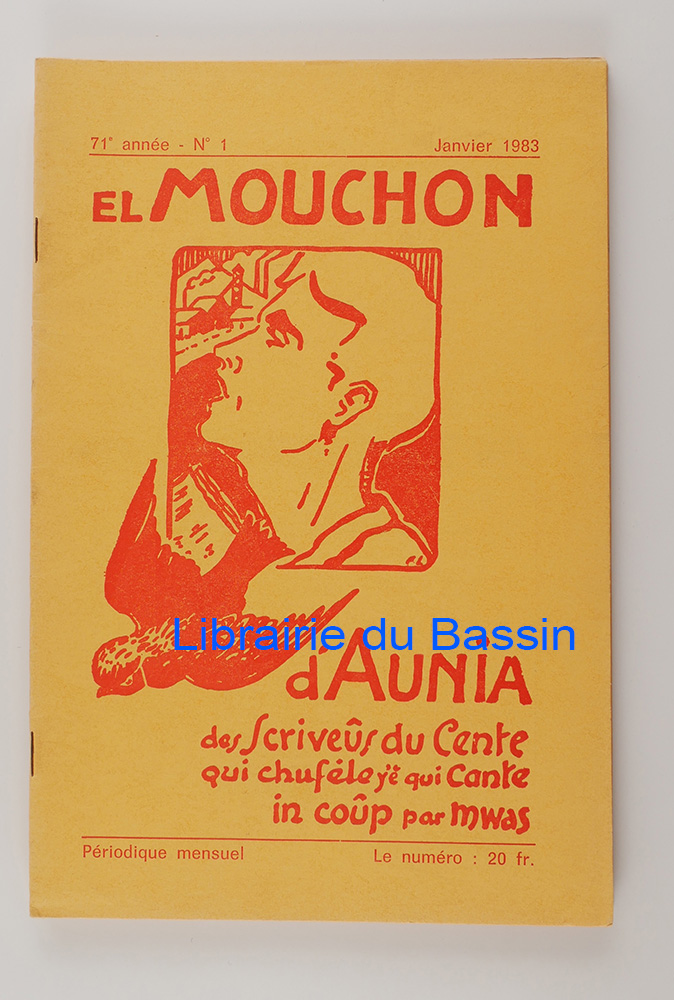 71e année - N° 1 Janvier 1983
EL MOUCHON
Librairie du Bassin
d'AUNIA
des Scriveûs du Cente
qui chufèle y'ë qui cante
in coûp par mwas
Périodique mensuel Le numéro : 20 fr.